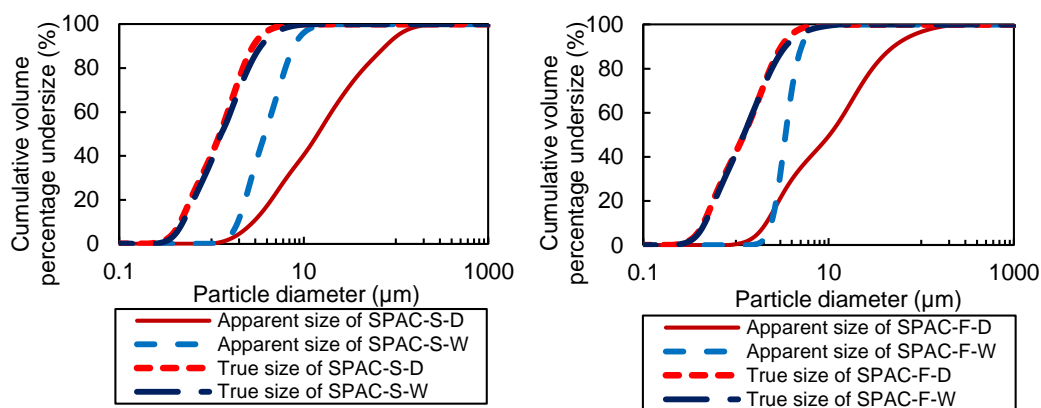 Cumulative volume
percentage undersize (%)
100
80
60
40
20
0
0.1
10
1000
Particle diameter (µm)
Apparent size of SPAC-S-D
Apparent size of SPAC-S-W
True size of SPAC-S-D
True size of SPAC-S-W
Cumulative volume
percentage undersize (%)
100
80
60
40
20
0
0.1
10
1000
Particle diameter (µm)
Apparent size of SPAC-F-D
Apparent size of SPAC-F-W
True size of SPAC-F-D
True size of SPAC-F-W